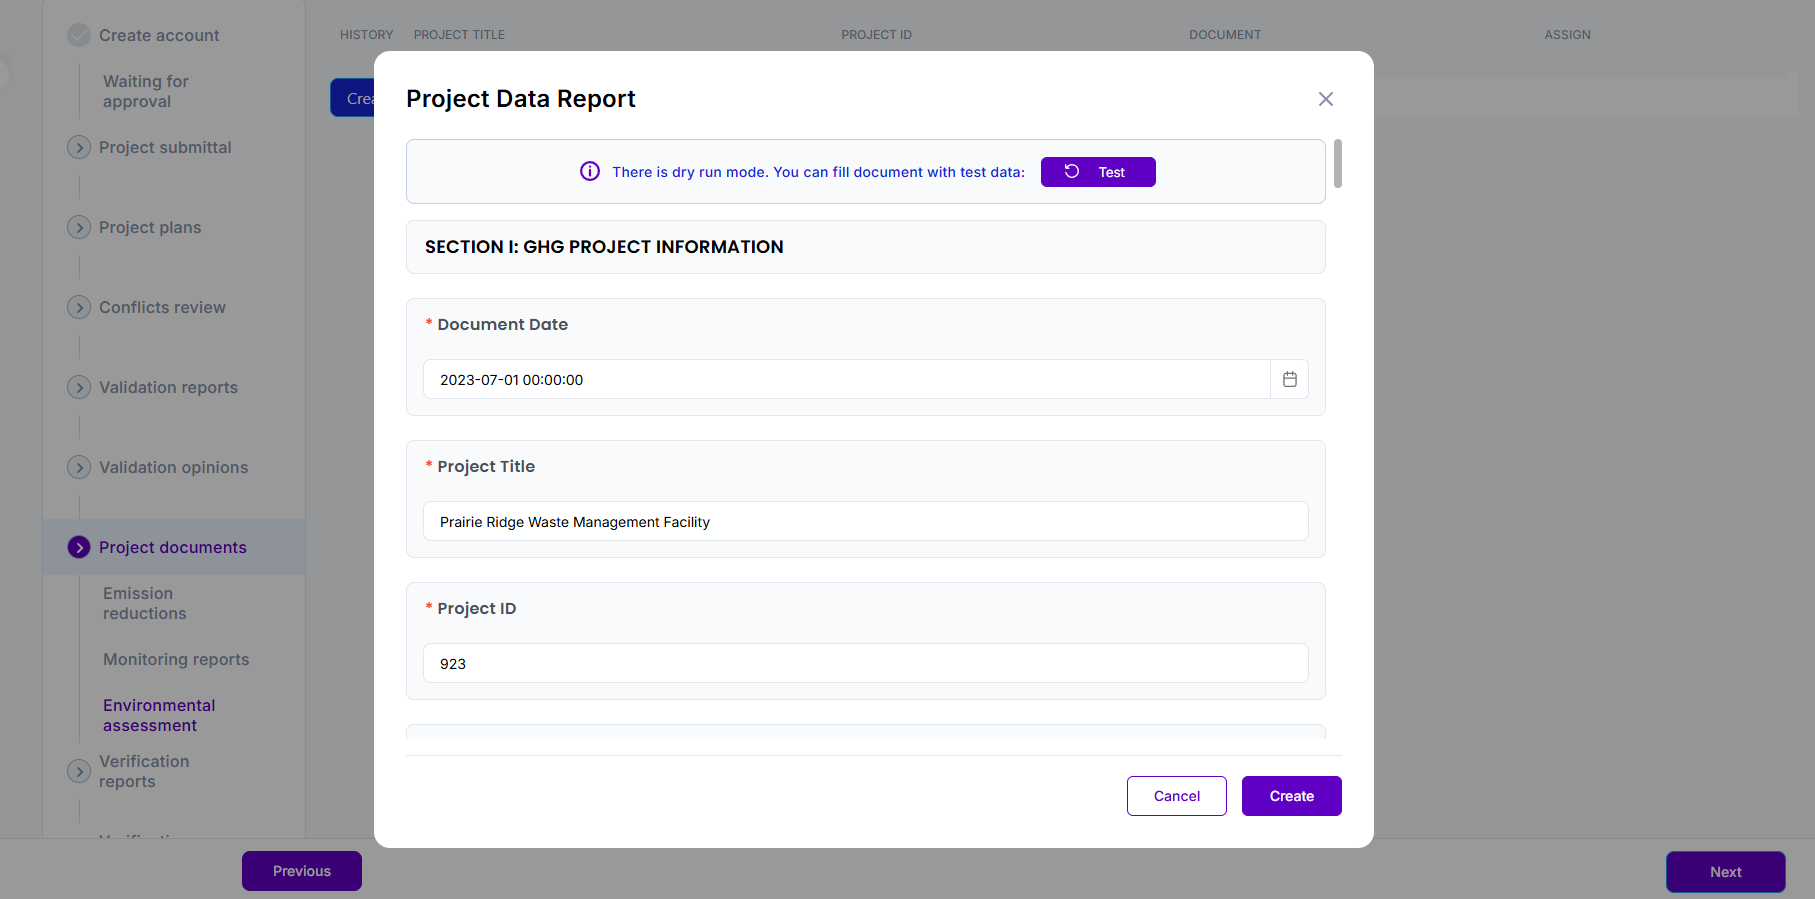 Create account
Waiting for
approval
Project submittal
Project plans
Conflicts review
Validation reports
Validation opinions
Project documents
Emission
reductions
Monitoring reports
Environmental
assessment
Verification
reports
HISTORY PROJECT TITLE PROJECT ID DOCUMENT ASSIGN
Project Data Report
There is dry run mode. You can fill document with test data: Test
SECTION I: GHG PROJECT INFORMATION
* Document Date
2023-07-01 00:00:00
* Project Title
Prairie Ridge Waste Management Facility
* Project ID
923
Cancel Create
Previous Next